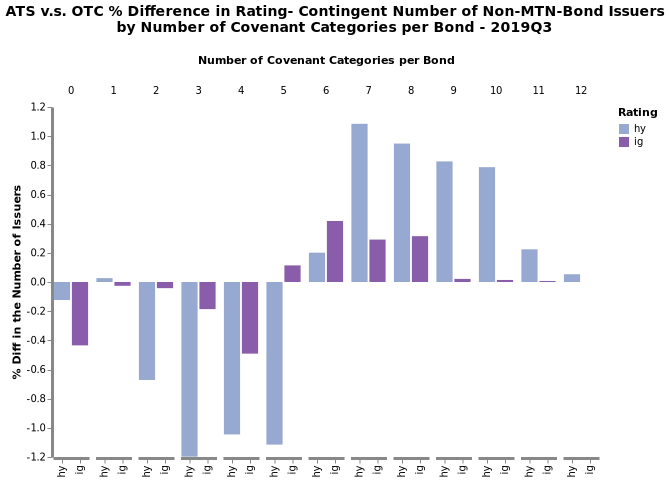 ATS v.s. OTC % Difference in Rating- Contingent Number of Non-MTN-Bond Issuers
by Number of Covenant Categories per Bond - 2019Q3
Number of Covenant Categories per Bond
0 1 2 3 4 5 6 7 8 9 10 11 12
Rating
hy
ig
% Diff in the Number of Issuers
1.2
1.0
0.8
0.6
0.4
0.2
0.0
-0.2
-0.4
-0.6
-0.8
-1.0
-1.2
hy ig hy ig hy ig hy ig hy ig hy ig hy ig hy ig hy ig hy ig hy ig hy ig hy ig